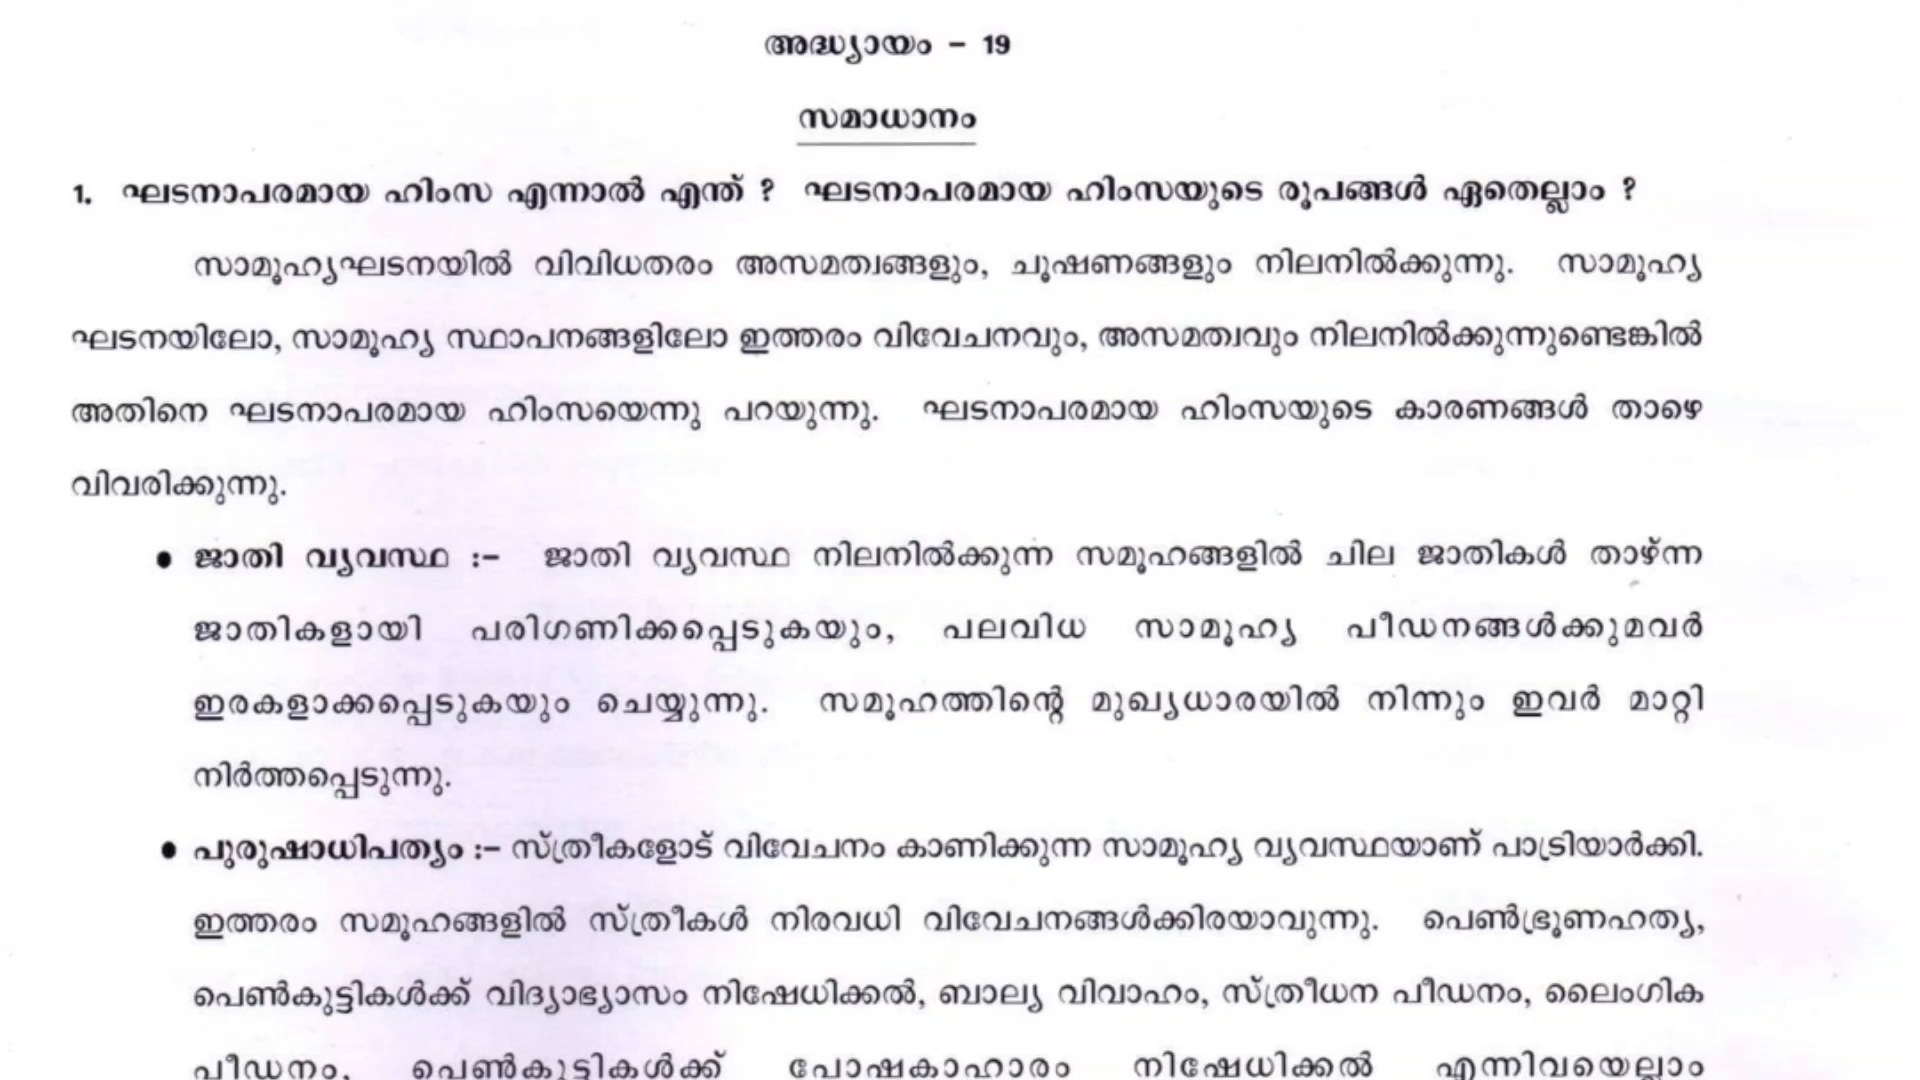 അദ്ധ്യായം – 19
സമാധാനം
1. ഘടനാപരമായ ഹിംസ എന്നാൽ എന്ത് ? ഘടനാപരമായ ഹിംസയുടെ രൂപങ്ങൾ ഏതെല്ലാം ?
സാമൂഹ്യഘടനയിൽ വിവിധതരം അസമത്വങ്ങളും, ചൂഷണങ്ങളും നിലനിൽക്കുന്നു. സാമൂഹ്യ
ഘടനയിലോ, സാമൂഹ്യ സ്ഥാപനങ്ങളിലോ ഇത്തരം വിവേചനവും, അസമത്വവും നിലനിൽക്കുന്നുണ്ടെങ്കിൽ
അതിനെ ഘടനാപരമായ ഹിംസയെന്നു പറയുന്നു. ഘടനാപരമായ ഹിംസയുടെ കാരണങ്ങൾ താഴെ
വിവരിക്കുന്നു.
● ജാതി വ്യവസ്ഥ :– ജാതി വ്യവസ്ഥ നിലനിൽക്കുന്ന സമൂഹങ്ങളിൽ ചില ജാതികൾ താഴ്ന്ന
ജാതികളായി പരിഗണിക്കപ്പെടുകയും, പലവിധ സാമൂഹ്യ പീഡനങ്ങൾക്കുമവർ
ഇരകളാക്കപ്പെടുകയും ചെയ്യുന്നു. സമൂഹത്തിന്റെ മുഖ്യധാരയിൽ നിന്നും ഇവർ മാറ്റി
നിർത്തപ്പെടുന്നു.
● പുരുഷാധിപത്യം :– സ്ത്രീകളോട് വിവേചനം കാണിക്കുന്ന സാമൂഹ്യ വ്യവസ്ഥയാണ് പാട്രിയാർക്കി.
ഇത്തരം സമൂഹങ്ങളിൽ സ്ത്രീകൾ നിരവധി വിവേചനങ്ങൾക്കിരയാവുന്നു. പെൺഭ്രൂണഹത്യ,
പെൺകുട്ടികൾക്ക് വിദ്യാഭ്യാസം നിഷേധിക്കൽ, ബാല്യ വിവാഹം, സ്ത്രീധന പീഡനം, ലൈംഗിക
പീഡനം, പെൺകുട്ടികൾക്ക് പോഷകാഹാരം നിഷേധിക്കൽ എന്നിവയെല്ലാം